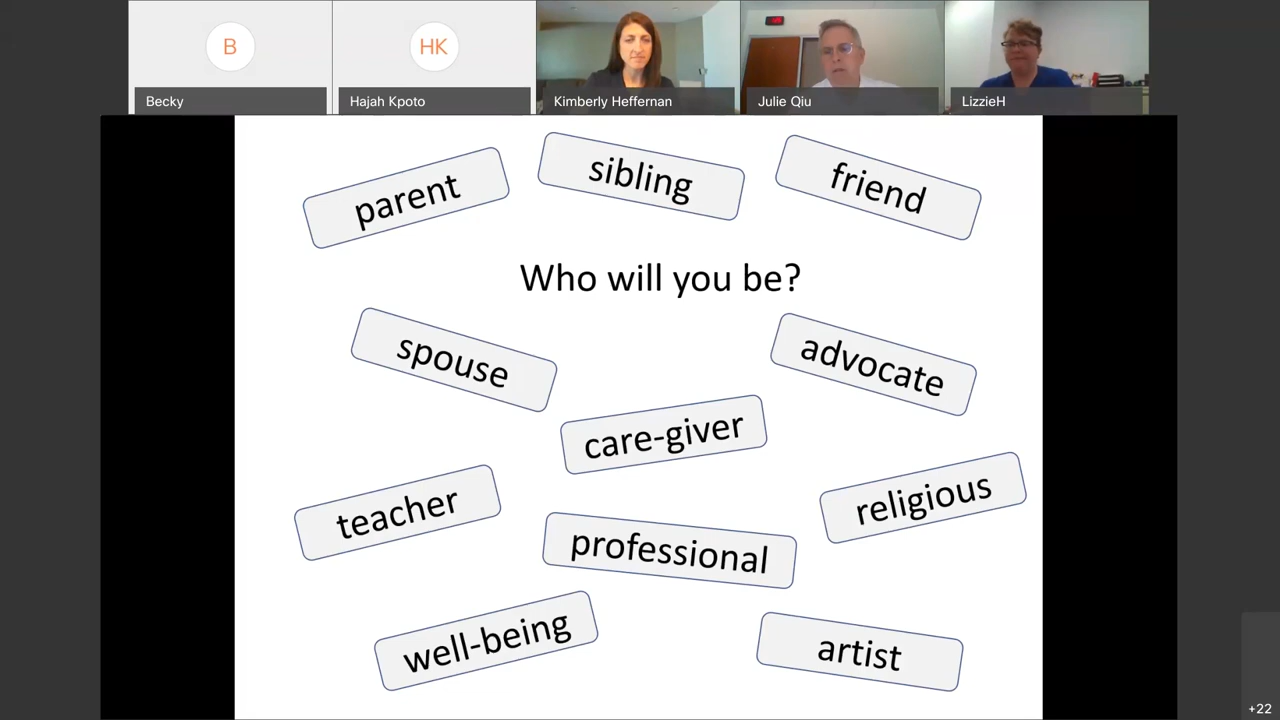 B
HK
Becky
Hajah Kpoto
Kimberly Heffernan
Julie Qiu
LizzieH
parent
sibling
friend
Who will you be?
spouse
advocate
care-giver
teacher
religious
professional
well-being
artist
+22